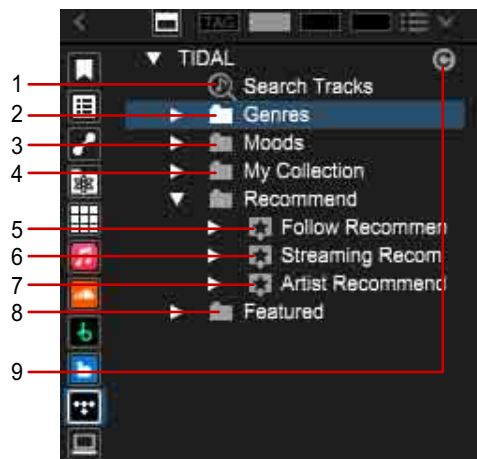 TAG
TIDAL
1 Search Tracks
2 Genres
3 Moods
4 My Collection
Recommend
5 Follow Recommen
6 Streaming Recom
7 Artist Recommend
8 Featured
9